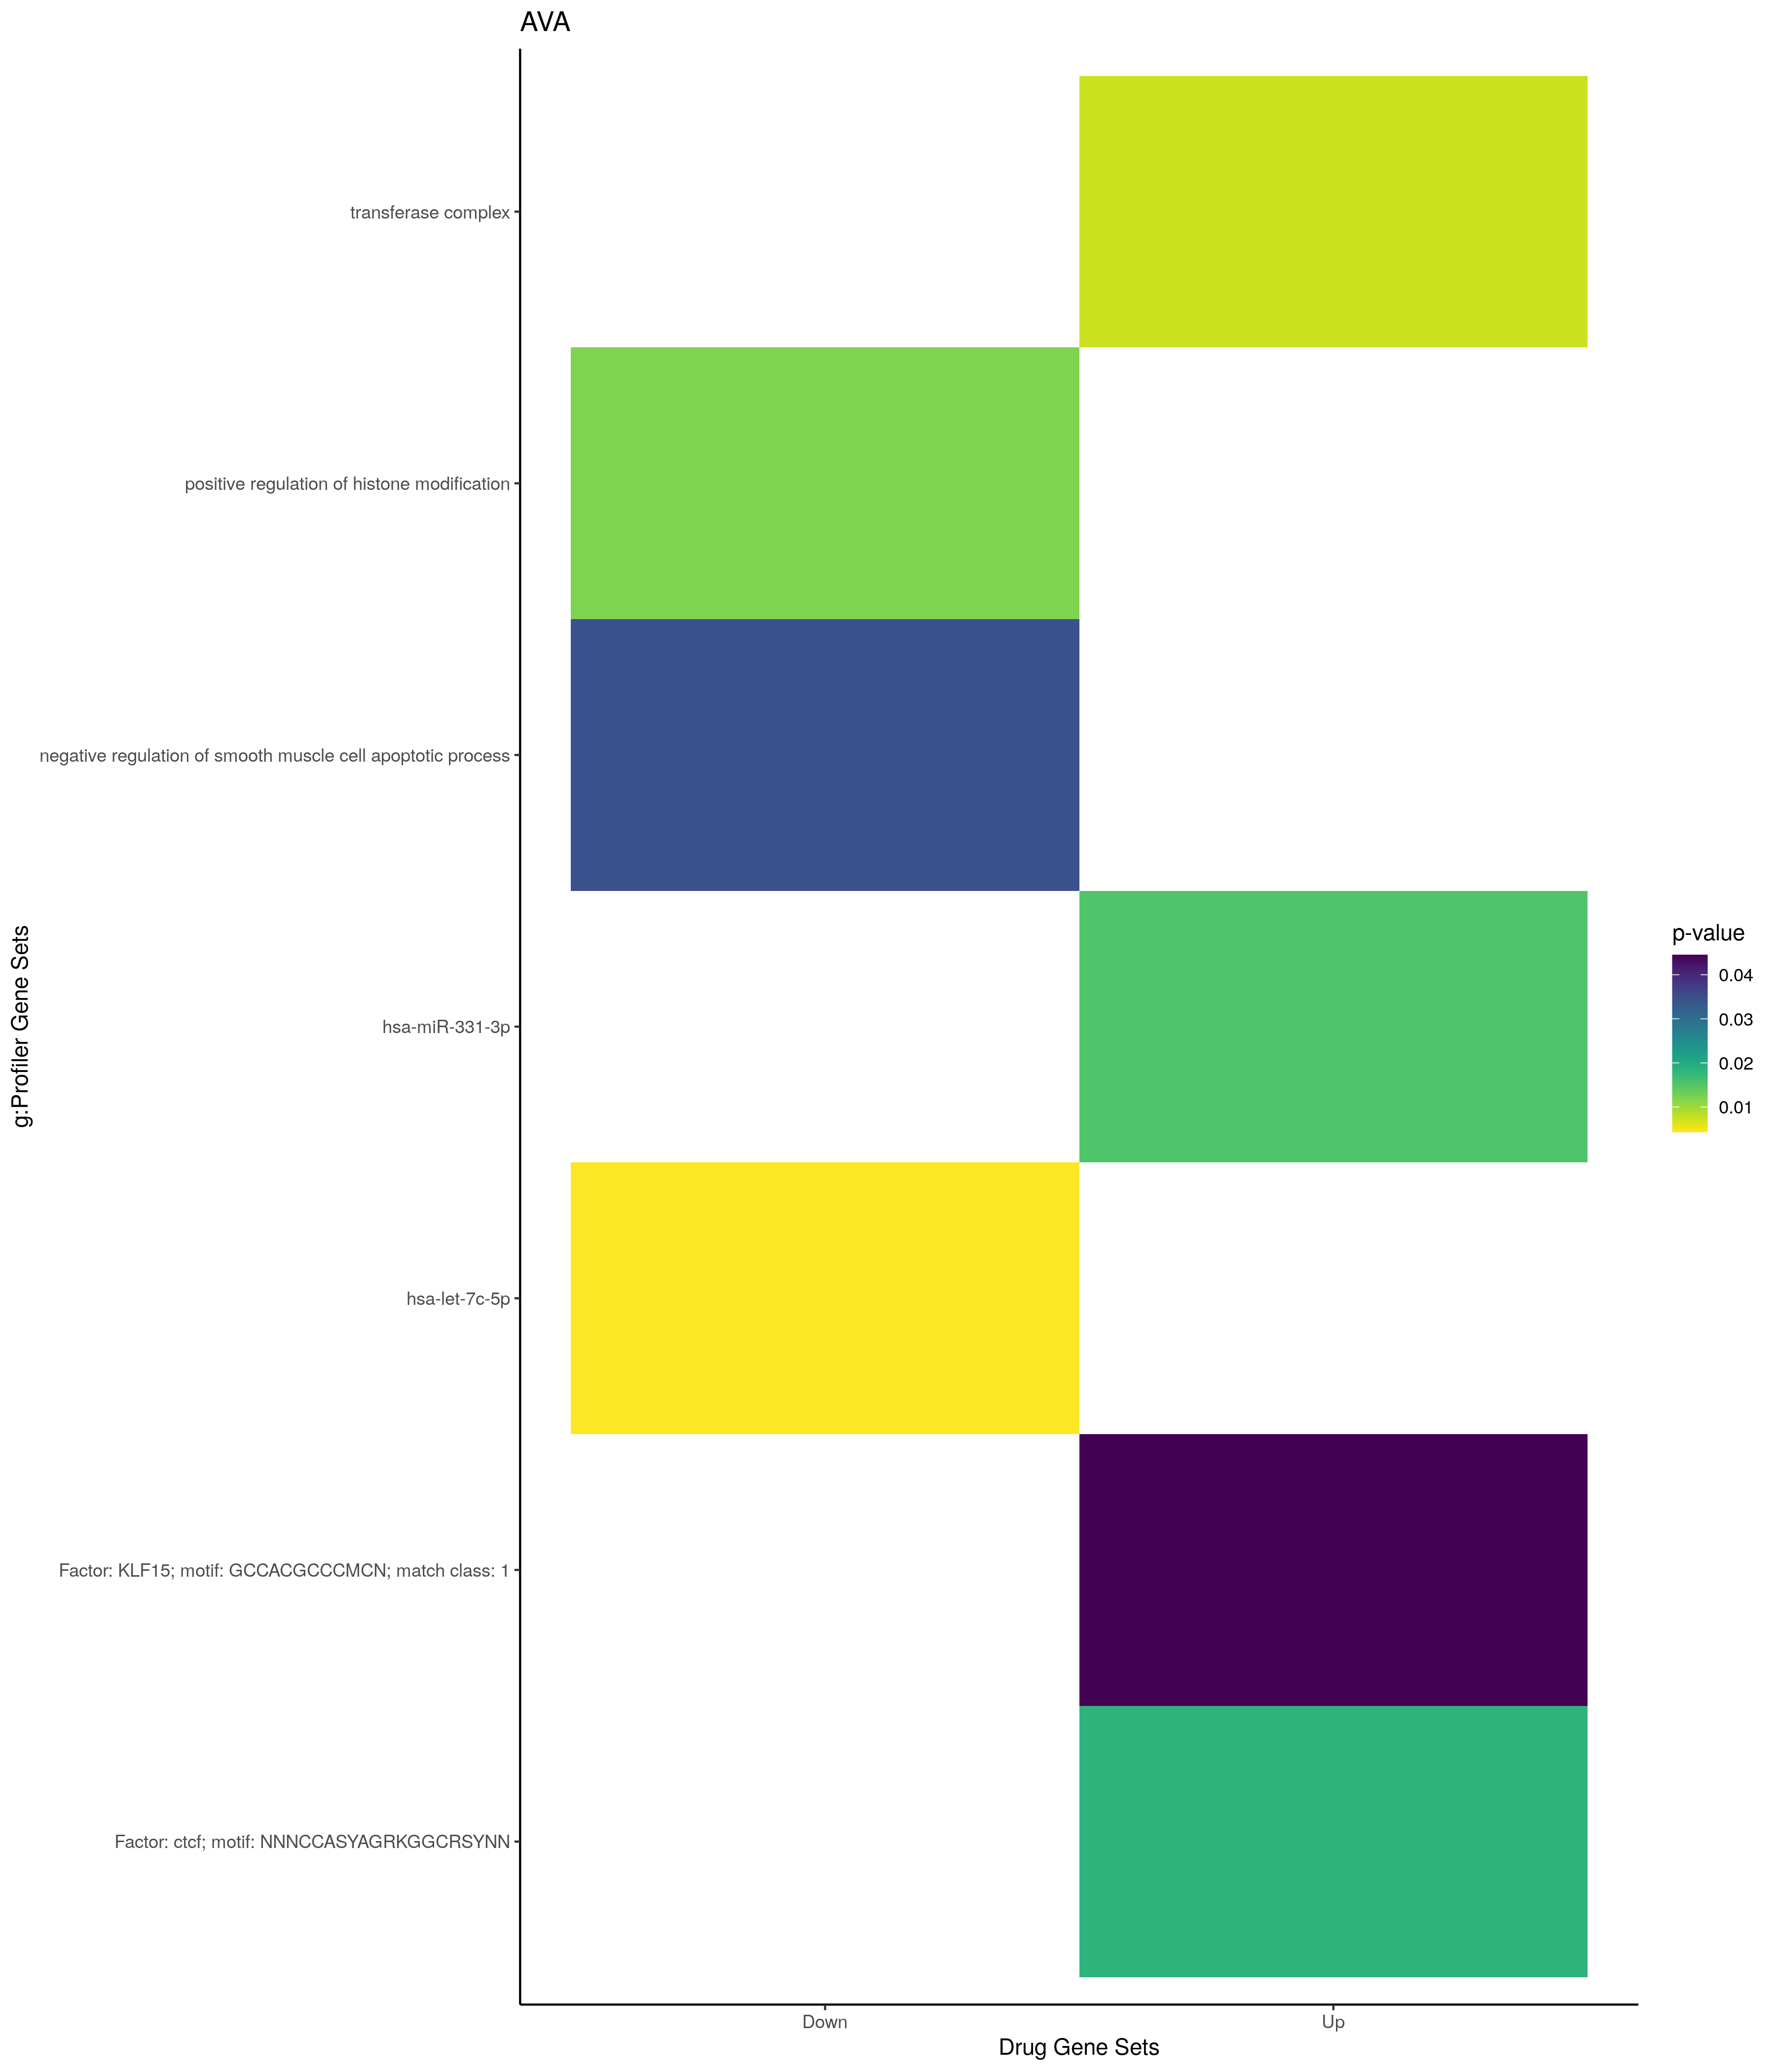 AVA
transferase complex
positive regulation of histone modification
negative regulation of smooth muscle cell apoptotic process
hsa-miR-331-3p
hsa-let-7c-5p
Factor: KLF15; motif: GCCACGCCCMCN; match class: 1
Factor: ctcf; motif: NNNCCASYAGRKGGCRSYNN
g:Profiler Gene Sets
Down
Up
Drug Gene Sets
p-value
0.04
0.03
0.02
0.01